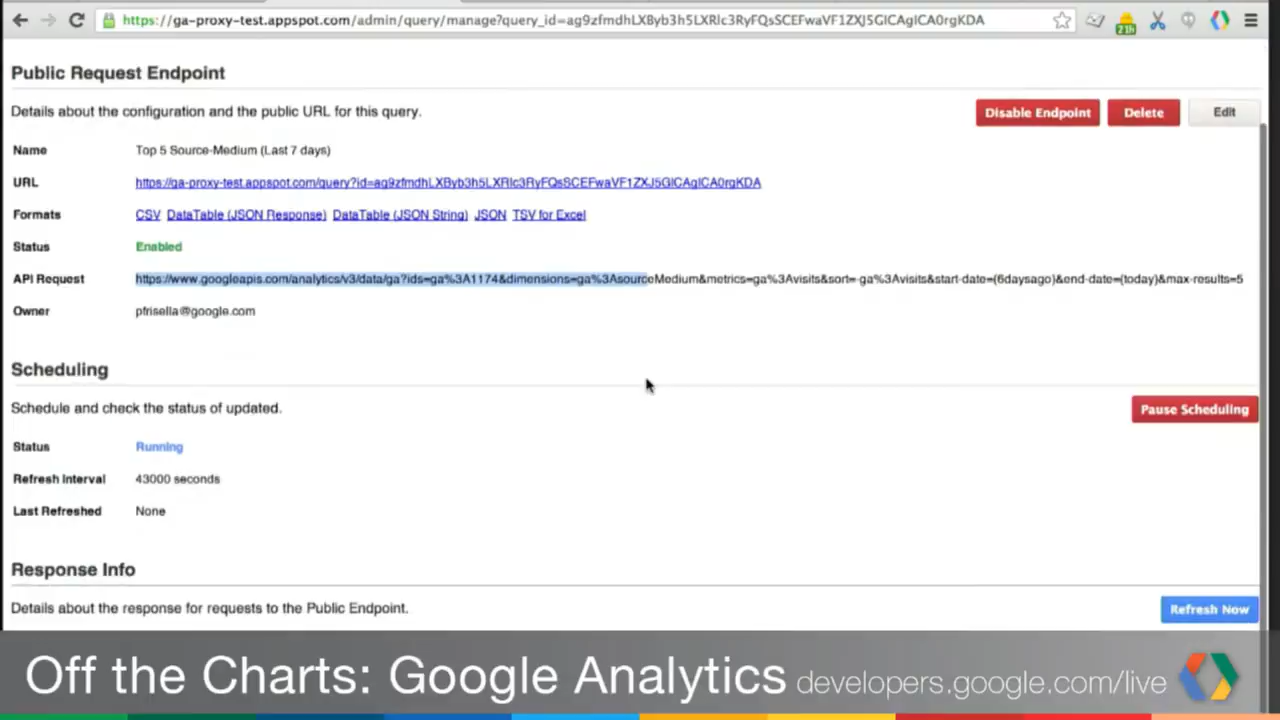 https://ga-proxy-test.appspot.com/admin/query/manage?query_id=ag9zfmdhLXByb3h5LXRlc3RyFQsSCEFwaVF1ZXJ5GICAgICA0rgKDA
21h
Public Request Endpoint
Details about the configuration and the public URL for this query.
Disable Endpoint Delete Edit
Name Top 5 Source-Medium (Last 7 days)
URL https://ga-proxy-test.appspot.com/query?id=ag9zfmdhLXByb3h5LXRlc3RyFQsSCEFwaVF1ZXJ5GICAgICA0rgKDA
Formats CSV DataTable (JSON Response) DataTable (JSON String) JSON TSV for Excel
Status Enabled
API Request https://www.googleapis.com/analytics/v3/data/ga?ids=ga%3A1174&dimensions=ga%3AsourceMedium&metrics=ga%3Avisits&sort=-ga%3Avisits&start-date=(6daysago)&end-date=(today)&max-results=5
Owner pfrisella@google.com
Scheduling
Schedule and check the status of updated.
Pause Scheduling
Status Running
Refresh Interval 43000 seconds
Last Refreshed None
Response Info
Details about the response for requests to the Public Endpoint.
Refresh Now
Off the Charts: Google Analytics developers.google.com/live